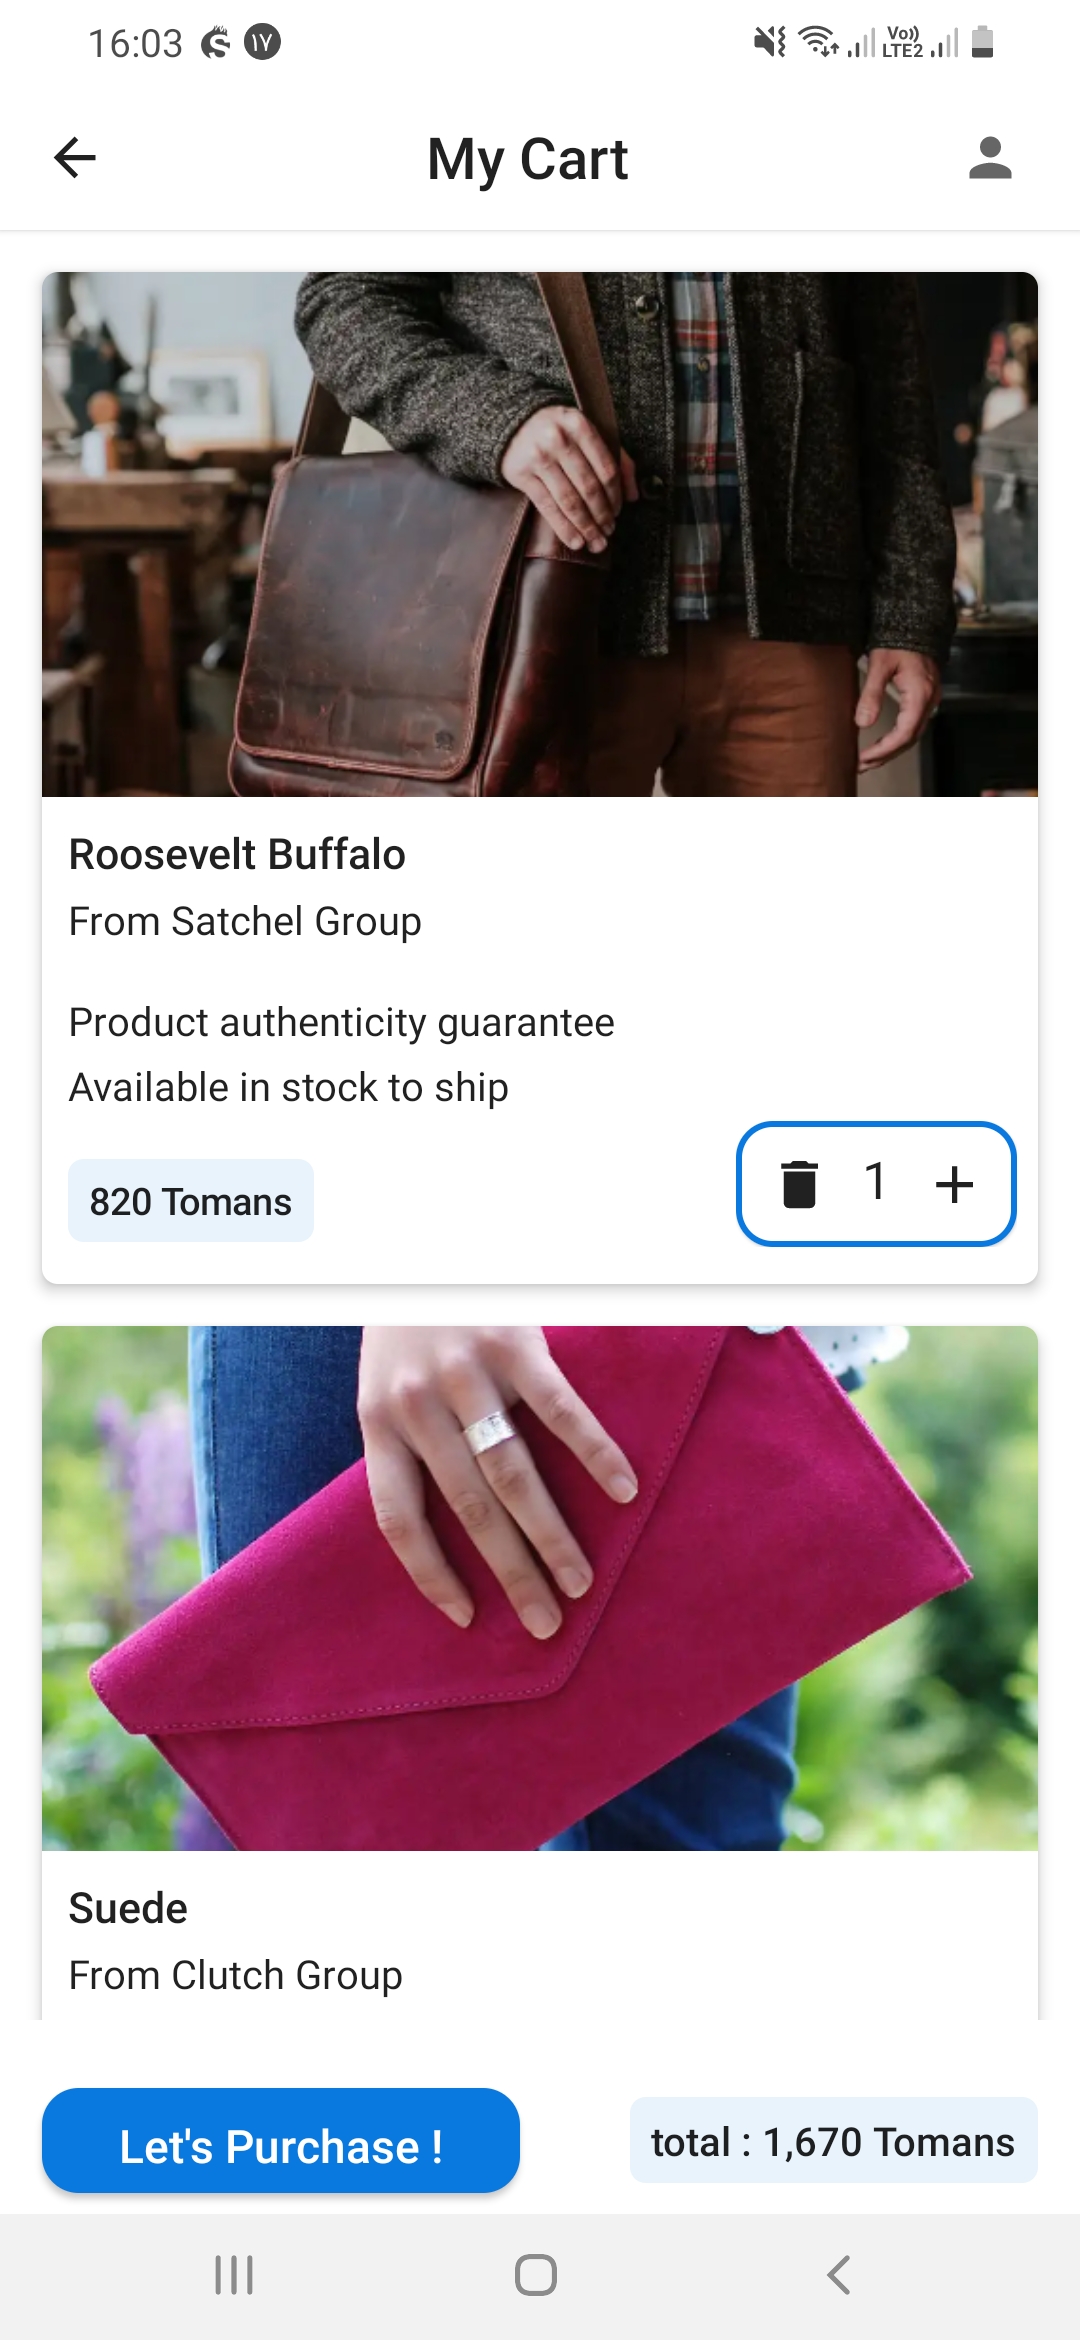 16:03 S ۱۷ Vo)) LTE2
My Cart
Roosevelt Buffalo
From Satchel Group
Product authenticity guarantee
Available in stock to ship
820 Tomans
1 +
Suede
From Clutch Group
Let's Purchase !
total : 1,670 Tomans